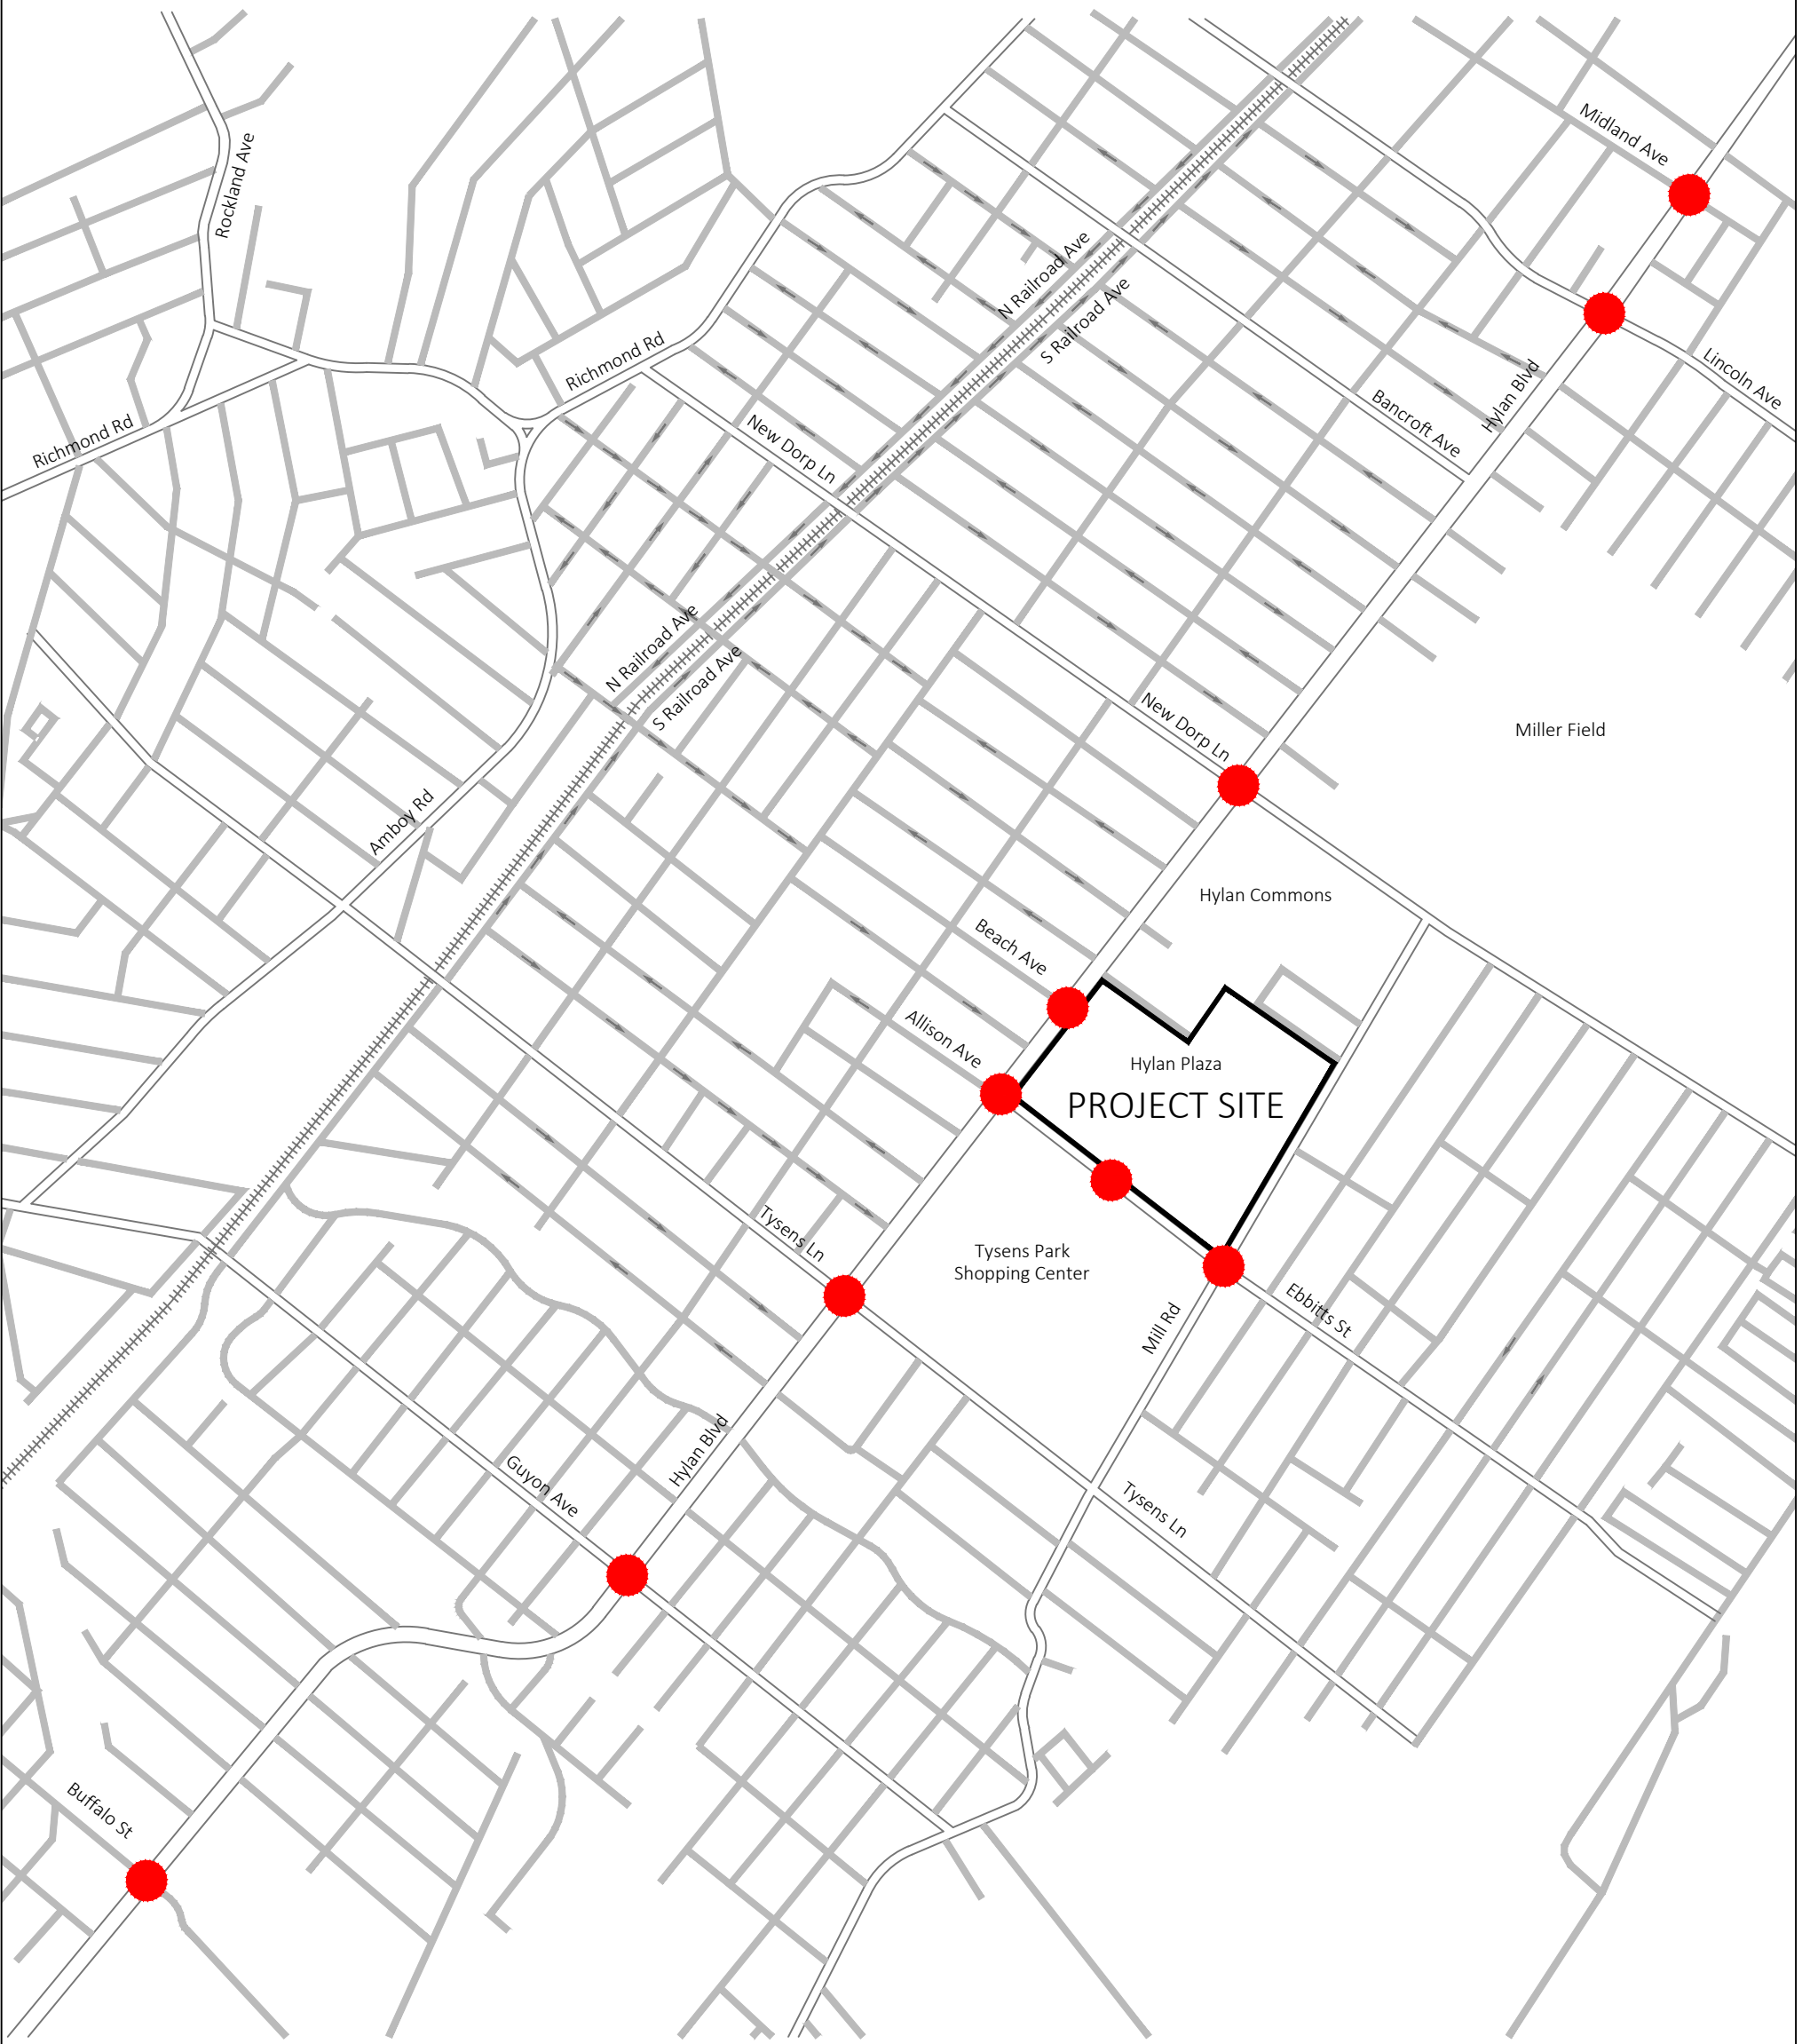 Midland Ave
Rockland Ave
N Railroad Ave
S Railroad Ave
Richmond Rd
Lincoln Ave
Hylan Blvd
Bancroft Ave
Richmond Rd
New Dorp Ln
N Railroad Ave
S Railroad Ave
New Dorp Ln
Miller Field
Amboy Rd
Hylan Commons
Beach Ave
Allison Ave
Hylan Plaza
PROJECT SITE
Tysens Ln
Tysens Park
Shopping Center
Ebbitts St
Mill Rd
Hylan Blvd
Guyon Ave
Tysens Ln
Buffalo St